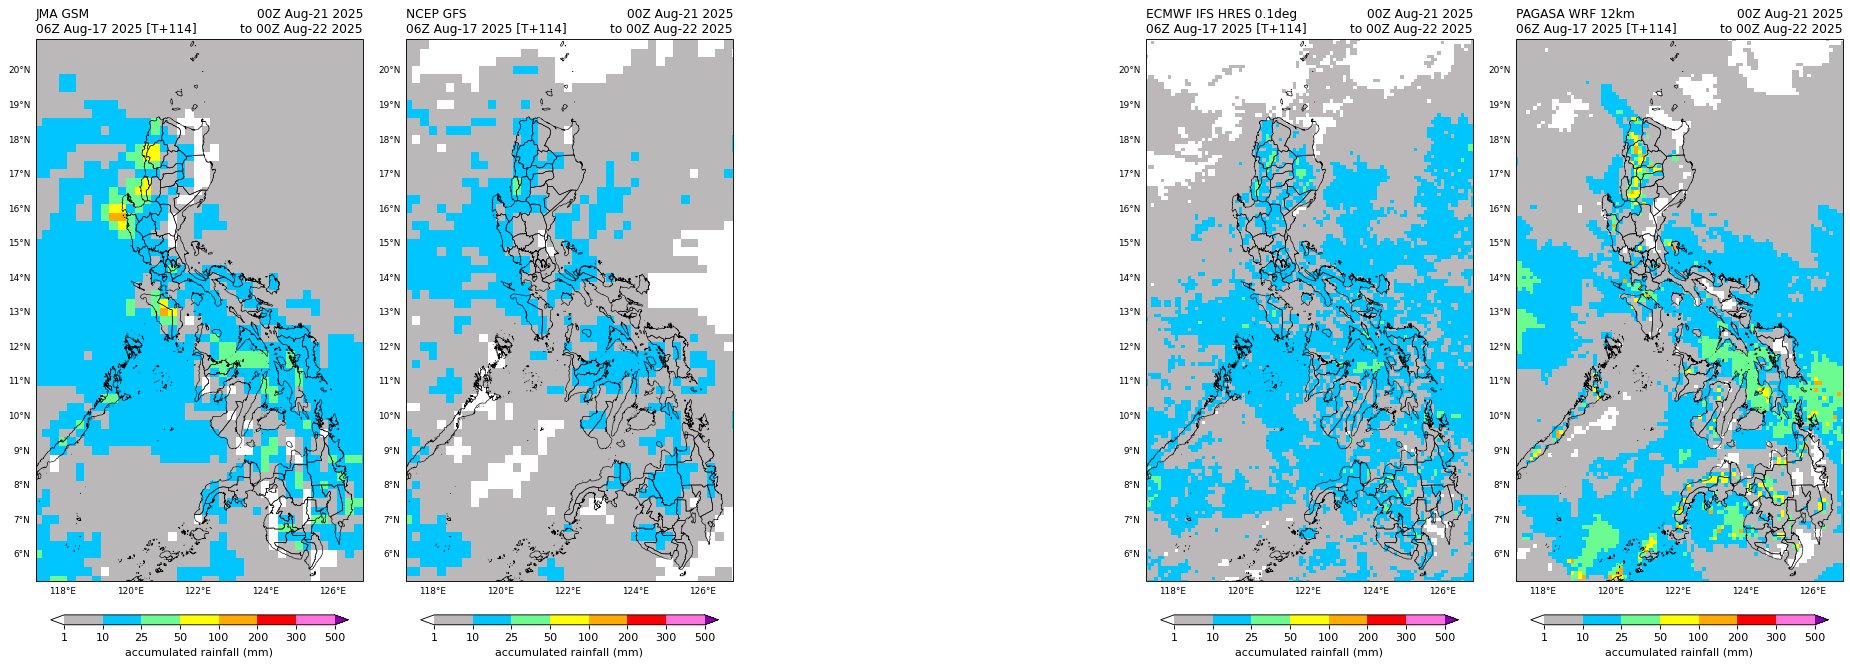 JMA GSM 00Z Aug-21 2025
06Z Aug-17 2025 [T+114] to 00Z Aug-22 2025
20°N
19°N
18°N
17°N
16°N
15°N
14°N
13°N
12°N
11°N
10°N
9°N
8°N
7°N
6°N
118°E 120°E 122°E 124°E 126°E
1 10 25 50 100 200 300 500
accumulated rainfall (mm)
NCEP GFS 00Z Aug-21 2025
06Z Aug-17 2025 [T+114] to 00Z Aug-22 2025
20°N
19°N
18°N
17°N
16°N
15°N
14°N
13°N
12°N
11°N
10°N
9°N
8°N
7°N
6°N
118°E 120°E 122°E 124°E 126°E
1 10 25 50 100 200 300 500
accumulated rainfall (mm)
ECMWF IFS HRES 0.1deg 00Z Aug-21 2025
06Z Aug-17 2025 [T+114] to 00Z Aug-22 2025
20°N
19°N
18°N
17°N
16°N
15°N
14°N
13°N
12°N
11°N
10°N
9°N
8°N
7°N
6°N
118°E 120°E 122°E 124°E 126°E
1 10 25 50 100 200 300 500
accumulated rainfall (mm)
PAGASA WRF 12km 00Z Aug-21 2025
06Z Aug-17 2025 [T+114] to 00Z Aug-22 2025
20°N
19°N
18°N
17°N
16°N
15°N
14°N
13°N
12°N
11°N
10°N
9°N
8°N
7°N
6°N
118°E 120°E 122°E 124°E 126°E
1 10 25 50 100 200 300 500
accumulated rainfall (mm)